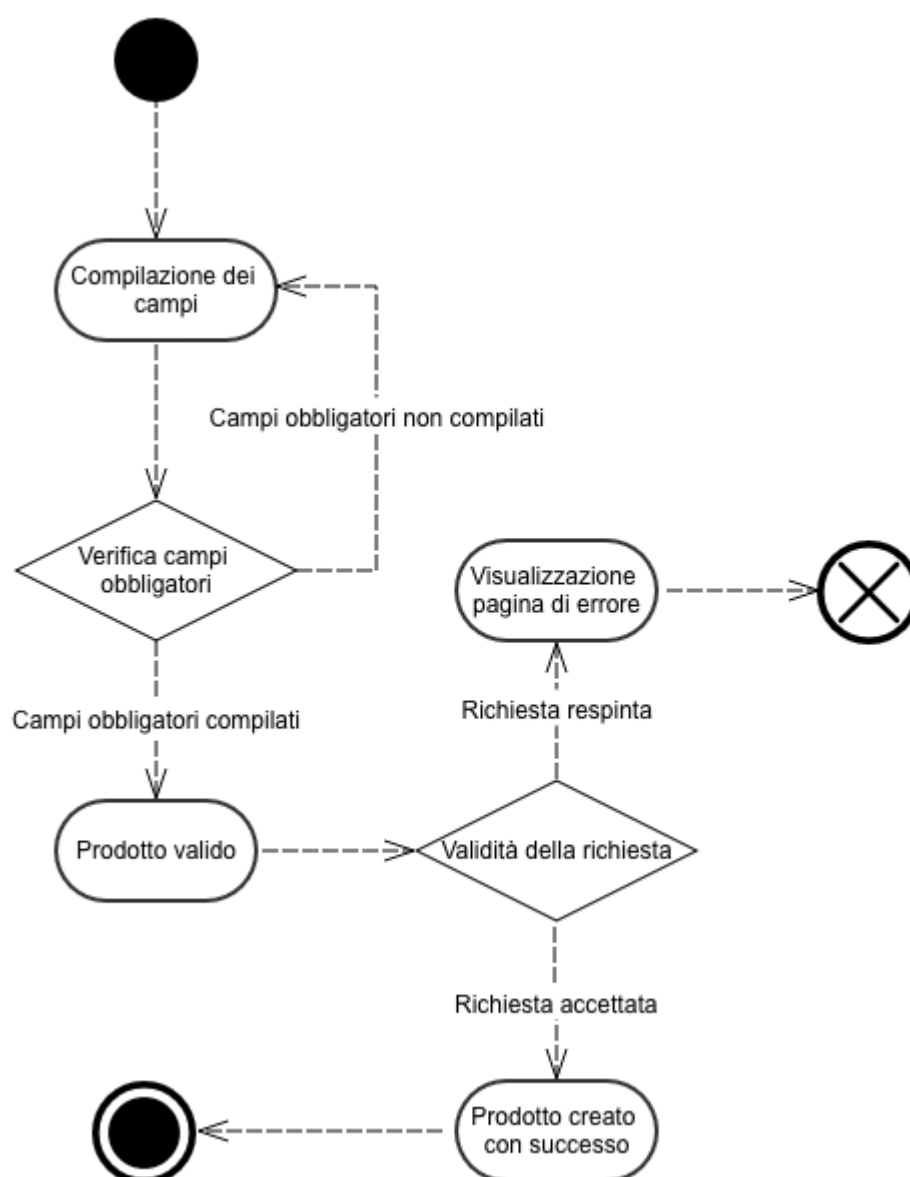 Compilazione dei
campi
Campi obbligatori non compilati
Verifica campi
obbligatori
Visualizzazione
pagina di errore
Campi obbligatori compilati
Richiesta respinta
Prodotto valido
Validità della richiesta
Richiesta accettata
Prodotto creato
con successo